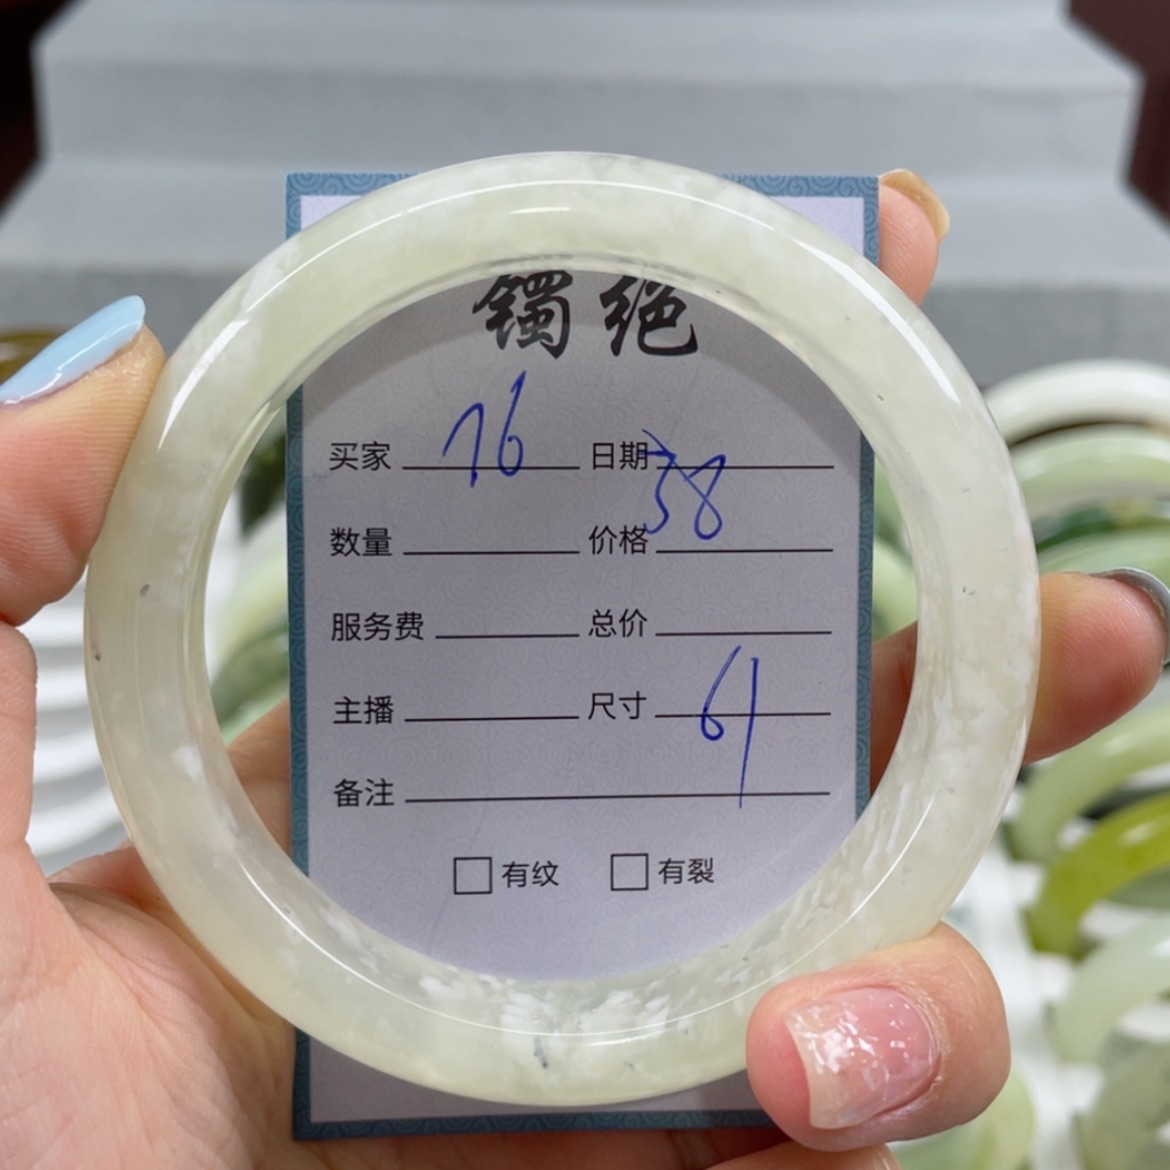 镯绝
买家 76 日期 38
数量 价格
服务费 总价
主播 尺寸 61
备注
有纹 有裂